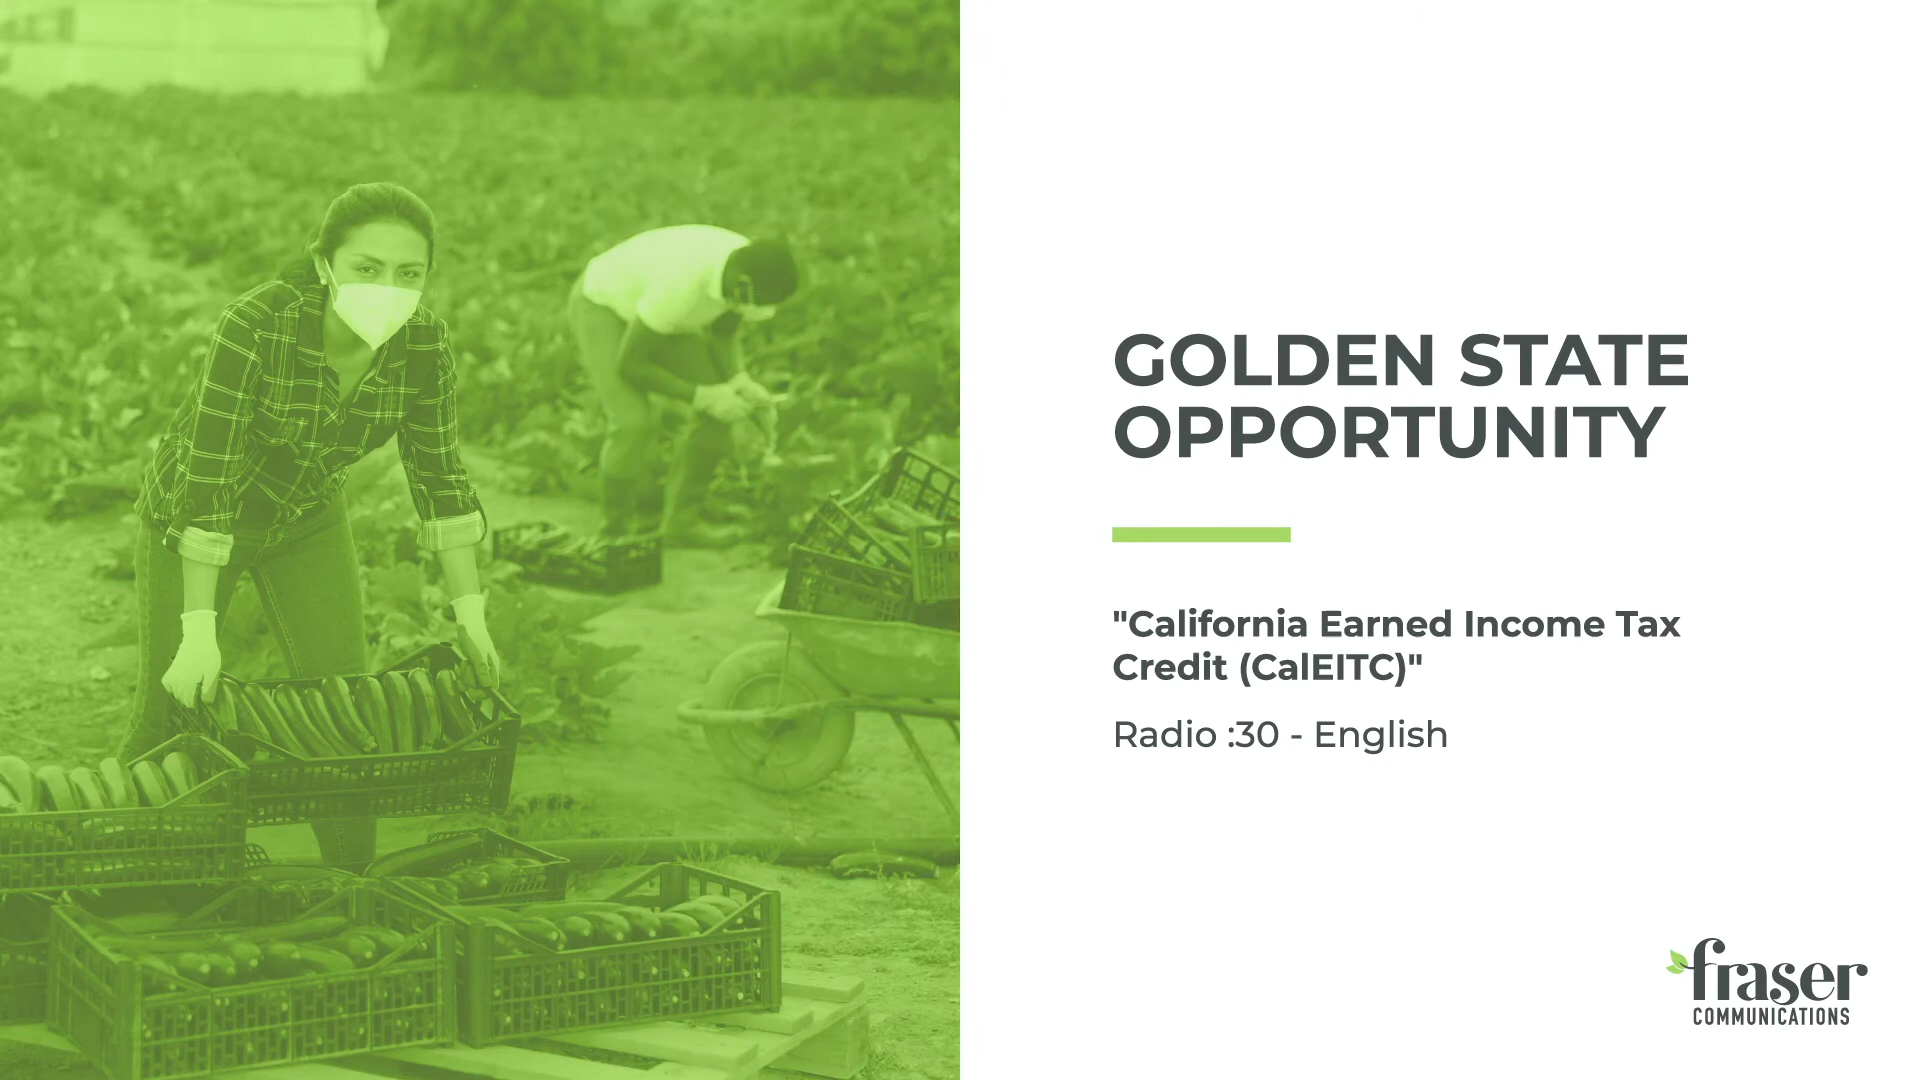 GOLDEN STATE
OPPORTUNITY
"California Earned Income Tax
Credit (CalEITC)"
Radio :30 - English
fraser
COMMUNICATIONS